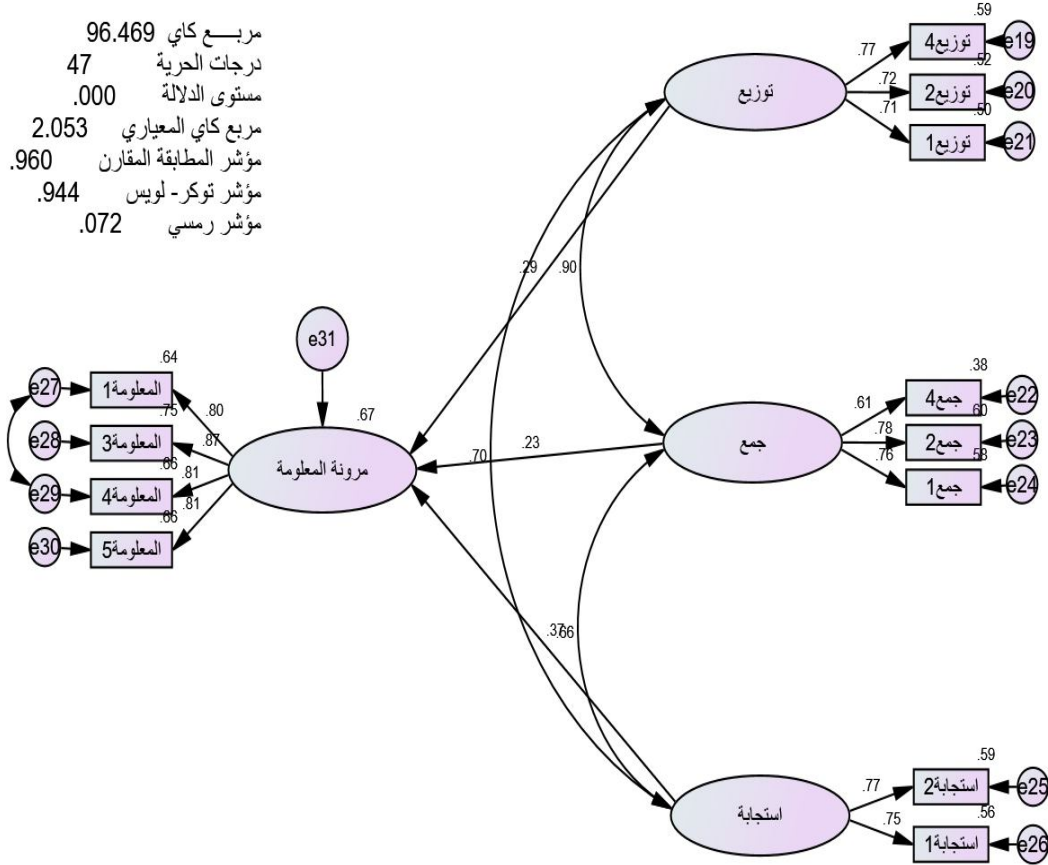 مربـــع كاي 96.469
درجات الحرية 47
مستوى الدلالة .000
مربع كاي المعياري 2.053
مؤشر المطابقة المقارن .960
مؤشر توكر- لويس .944
مؤشر رمسي .072
.59
توزيع4
e19
.77
.52
توزيع2
e20
.72
.50
توزيع1
e21
.71
توزيع
.29
.90
e31
.67
مرونة المعلومة
.64
المعلومة1
e27
.80
.75
المعلومة3
e28
.87
.66
المعلومة4
e29
.81
.66
المعلومة5
e30
.81
.23
.70
جمع
.38
جمع4
e22
.61
.60
جمع2
e23
.78
.58
جمع1
e24
.76
.37
.66
استجابة
.59
استجابة2
e25
.77
.56
استجابة1
e26
.75